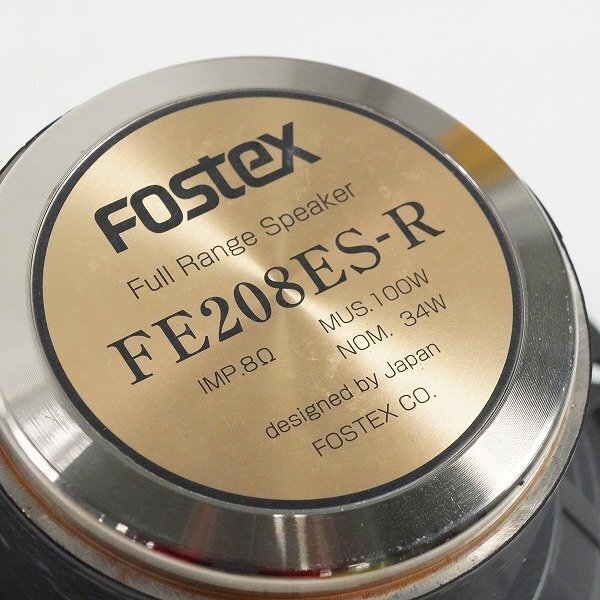 Fostex
Full Range Speaker
FE208ES-R
IMP.8Ω MUS.100W
NOM. 34W
designed by Japan
FOSTEX CO.